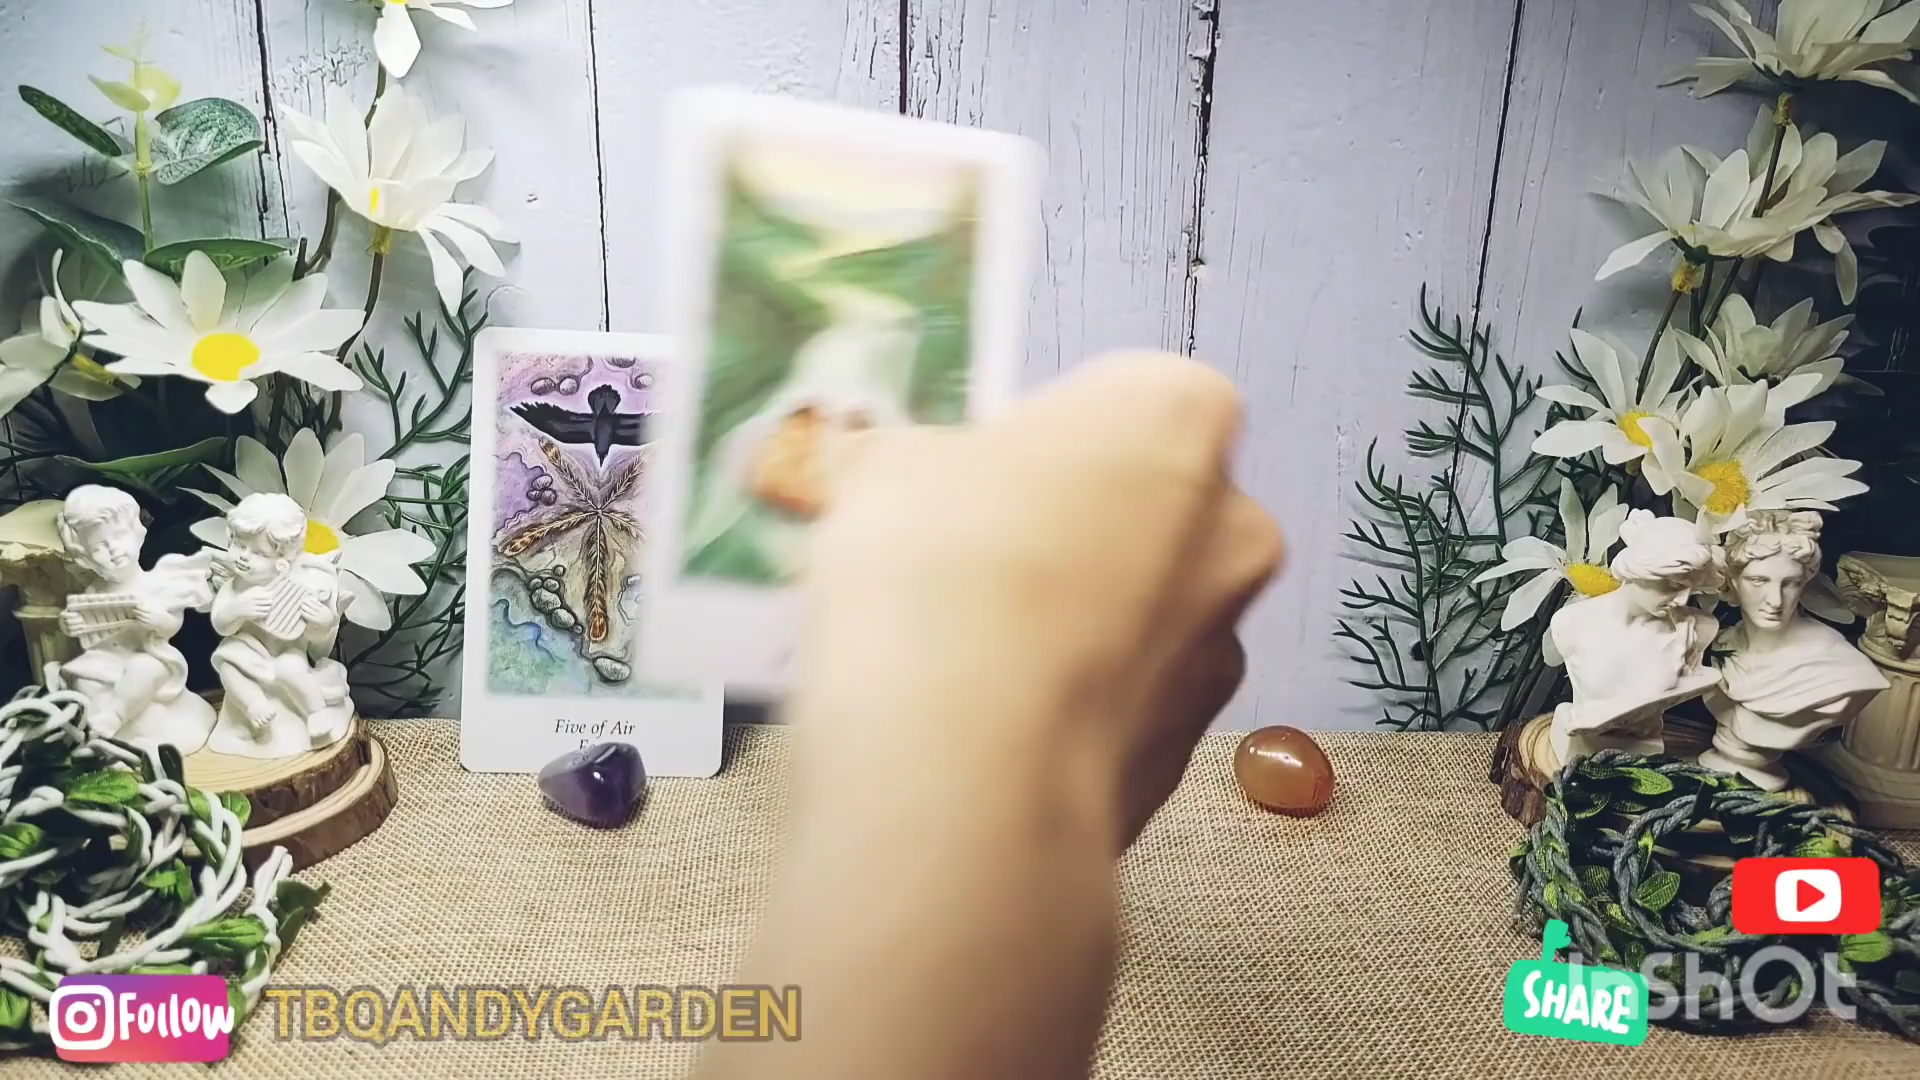 Five of Air
Follow
TBQANDYGARDEN
SHARE
InShOt